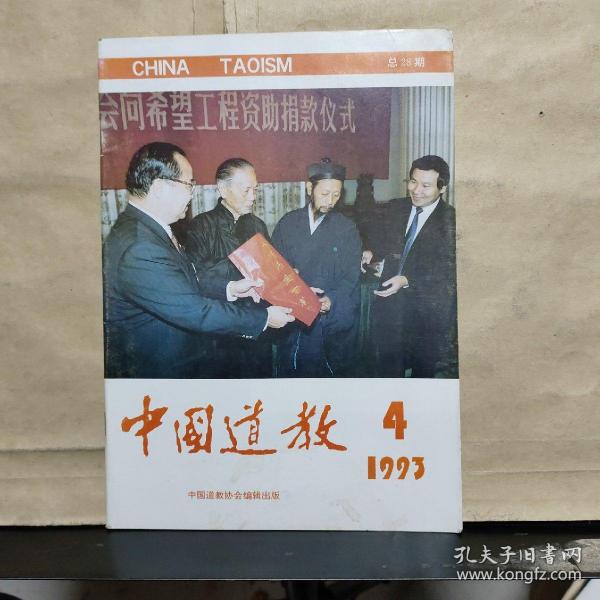 CHINA TAOISM
总28期
会向希望工程资助捐款仪式
中國道教
4
1993
中国道教协会编辑出版
孔夫子旧書网
www.kongfz.com